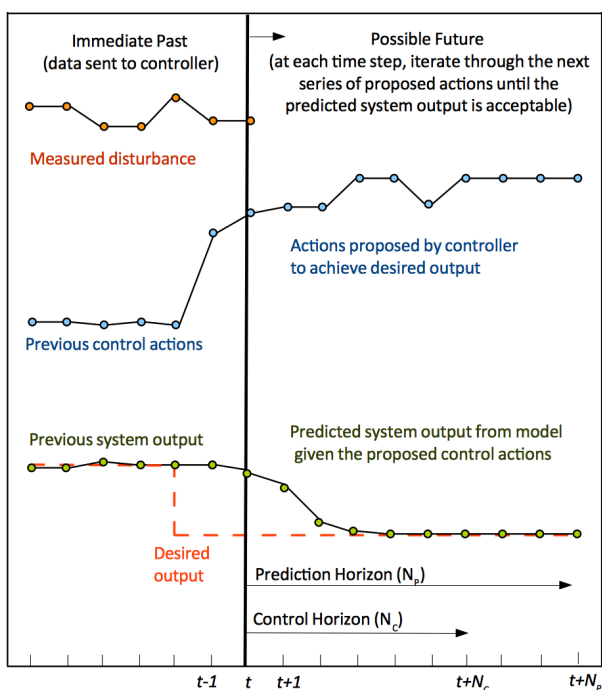 Immediate Past
(data sent to controller)
Possible Future
(at each time step, iterate through the next
series of proposed actions until the
predicted system output is acceptable)
Measured disturbance
Actions proposed by controller
to achieve desired output
Previous control actions
Previous system output
Predicted system output from model
given the proposed control actions
Desired
output
Prediction Horizon (Np)
Control Horizon (Nc)
t-1 t t+1 t+Nc t+Np